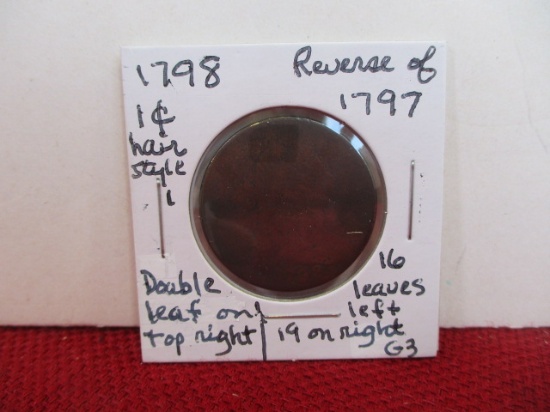 1798
1¢
hair
style
1
Reverse of
1797
Double
leaf on
top right
16
leaves
left
19 on right
G3